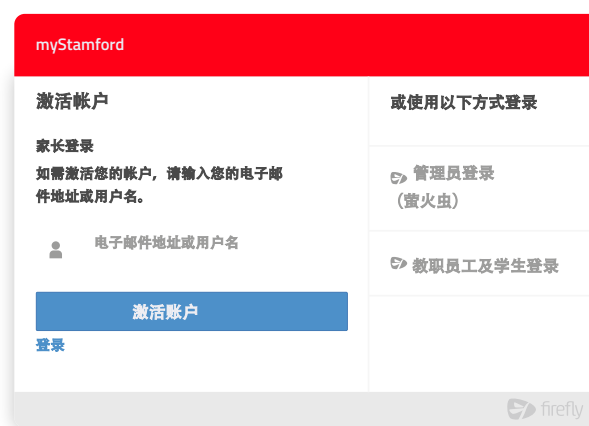 myStamford
激活帐户
家长登录
如需激活您的帐户，请输入您的电子邮
件地址或用户名。
电子邮件地址或用户名
激活账户
登录
或使用以下方式登录
管理员登录
（萤火虫）
教职员工及学生登录
firefly